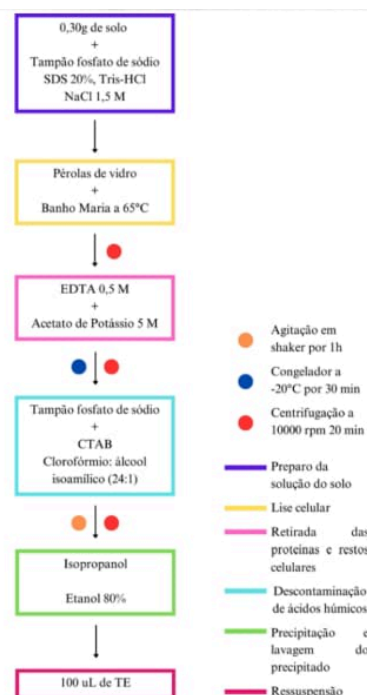 0,30g de solo
+
Tampão fosfato de sódio
SDS 20%, Tris-HCl
NaCl 1,5 M
Pérolas de vidro
+
Banho Maria a 65ºC
EDTA 0,5 M
+
Acetato de Potássio 5 M
Tampão fosfato de sódio
+
CTAB
Clorofórmio: álcool
isoamílico (24:1)
Isopropanol
Etanol 80%
100 uL de TE
Agitação em
shaker por 1h
Congelador a
-20ºC por 30 min
Centrifugação a
10000 rpm 20 min
Preparo da
solução do solo
Lise celular
Retirada das
proteínas e restos
celulares
Descontaminação
de ácidos húmicos
Precipitação e
lavagem do
precipitado
Ressuspensão